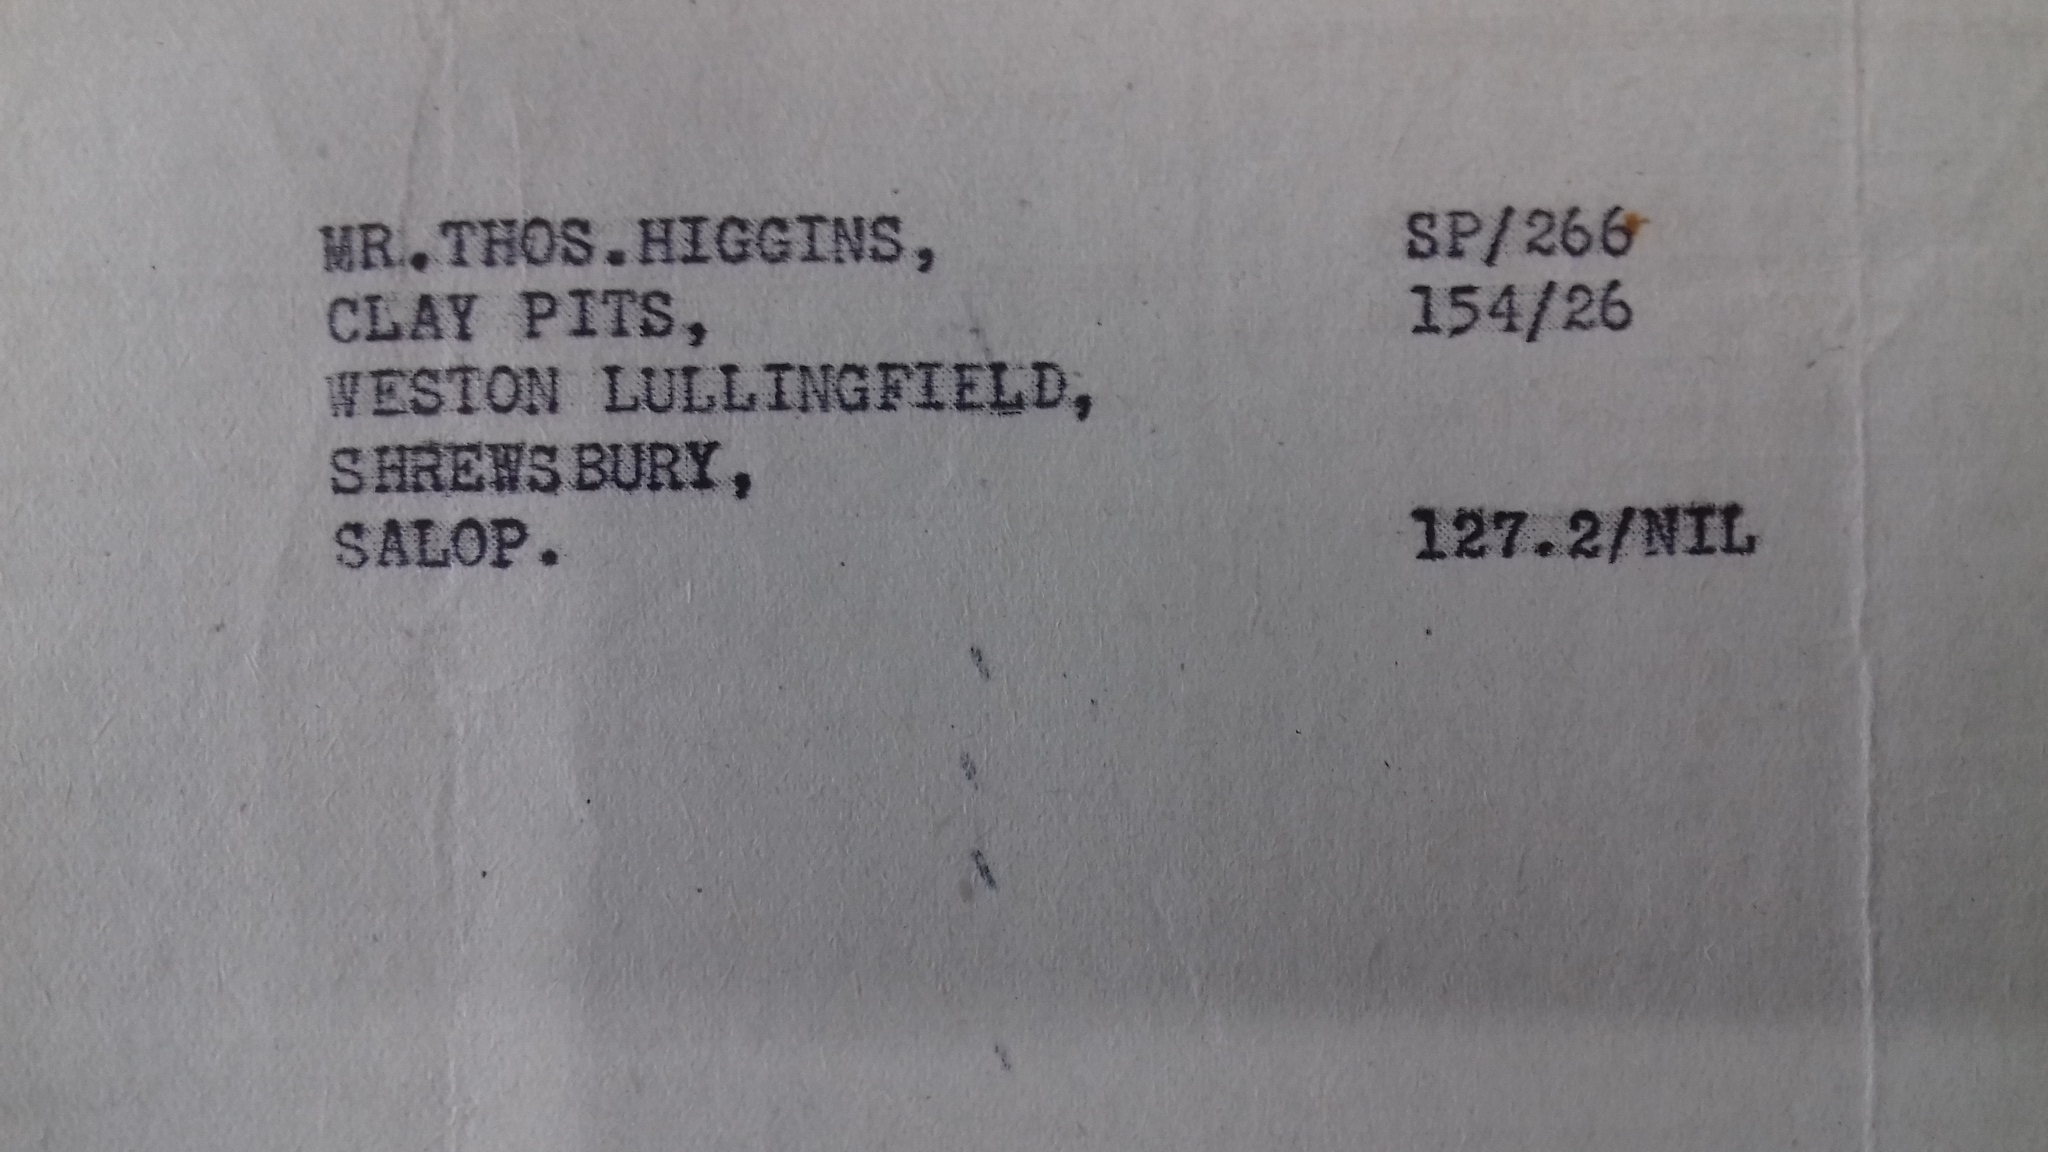 MR.THOS.HIGGINS, SP/266
CLAY PITS, 154/26
WESTON LULLINGFIELD,
SHREWSBURY,
SALOP. 127.2/NIL